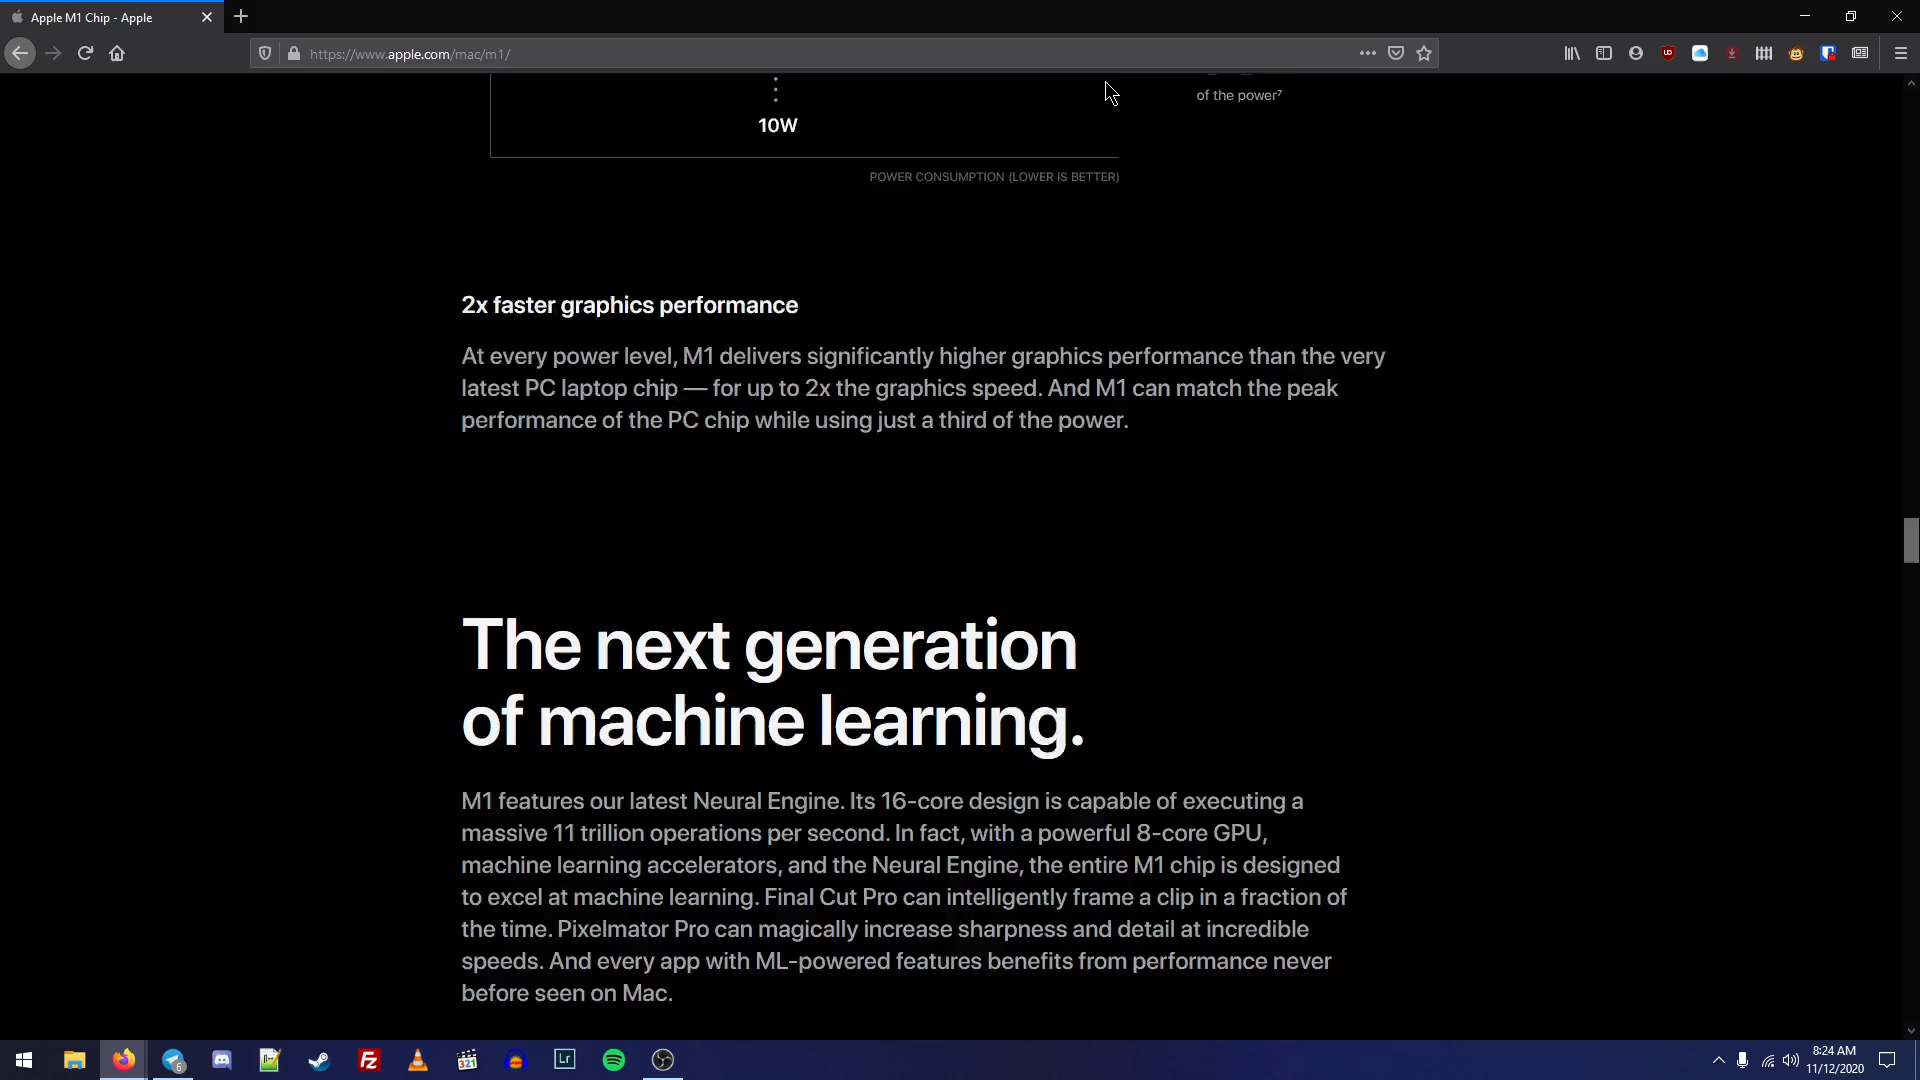 Apple M1 Chip - Apple
https://www.apple.com/mac/m1/
of the power⁷
10W
POWER CONSUMPTION (LOWER IS BETTER)
2x faster graphics performance
At every power level, M1 delivers significantly higher graphics performance than the very
latest PC laptop chip — for up to 2x the graphics speed. And M1 can match the peak
performance of the PC chip while using just a third of the power.
The next generation
of machine learning.
M1 features our latest Neural Engine. Its 16-core design is capable of executing a
massive 11 trillion operations per second. In fact, with a powerful 8-core GPU,
machine learning accelerators, and the Neural Engine, the entire M1 chip is designed
to excel at machine learning. Final Cut Pro can intelligently frame a clip in a fraction of
the time. Pixelmator Pro can magically increase sharpness and detail at incredible
speeds. And every app with ML-powered features benefits from performance never
before seen on Mac.
6
Fz
321
Lr
8:24 AM
11/12/2020